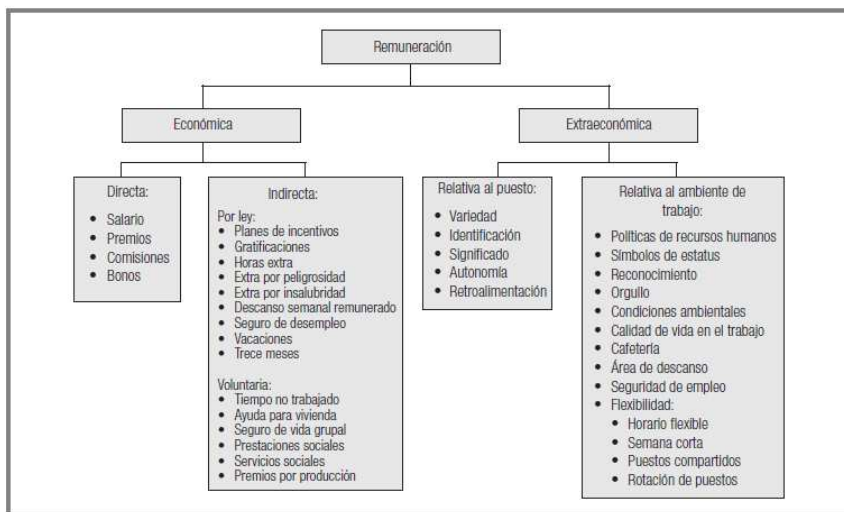 Remuneración
Económica
Extraeconómica
Directa:
• Salario
• Premios
• Comisiones
• Bonos
Indirecta:
Por ley:
• Planes de incentivos
• Gratificaciones
• Horas extra
• Extra por peligrosidad
• Extra por insalubridad
• Descanso semanal remunerado
• Seguro de desempleo
• Vacaciones
• Trece meses
Voluntaria:
• Tiempo no trabajado
• Ayuda para vivienda
• Seguro de vida grupal
• Prestaciones sociales
• Servicios sociales
• Premios por producción
Relativa al puesto:
• Variedad
• Identificación
• Significado
• Autonomía
• Retroalimentación
Relativa al ambiente de
trabajo:
• Políticas de recursos humanos
• Símbolos de estatus
• Reconocimiento
• Orgullo
• Condiciones ambientales
• Calidad de vida en el trabajo
• Cafetería
• Área de descanso
• Seguridad de empleo
• Flexibilidad:
• Horario flexible
• Semana corta
• Puestos compartidos
• Rotación de puestos